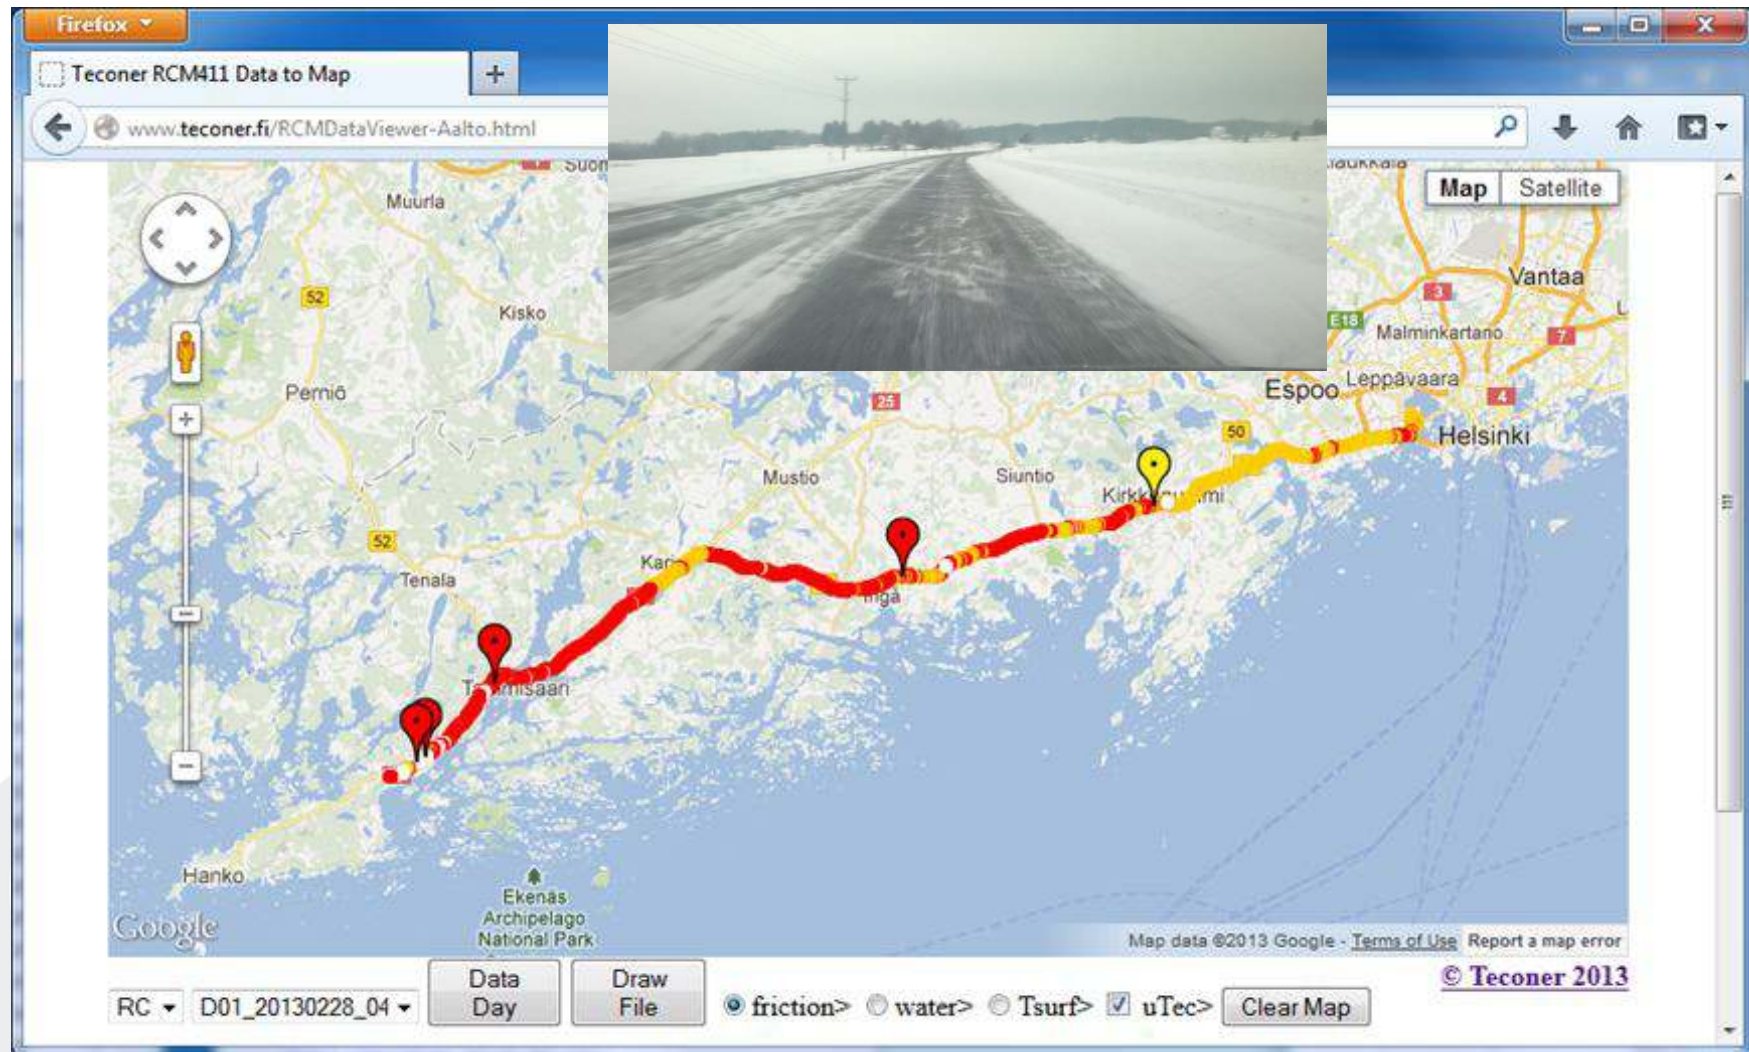 Firefox
Teconer RCM411 Data to Map
www.teconer.fi/RCMDataViewer-Aalto.html
Map Satellite
Muurla
Vantaa
52
3
Kisko
E18
Malminkartano
7
Perniö
Espoo
Leppävaara
4
25
50
Helsinki
Mustio
Siuntio
52
Tenala
Hanko
Ekenäs
Archipelago
National Park
Google
Map data ©2013 Google - Terms of Use Report a map error
© Teconer 2013
RC D01_20130228_04 Data Day Draw File friction> water> Tsurf> uTec> Clear Map